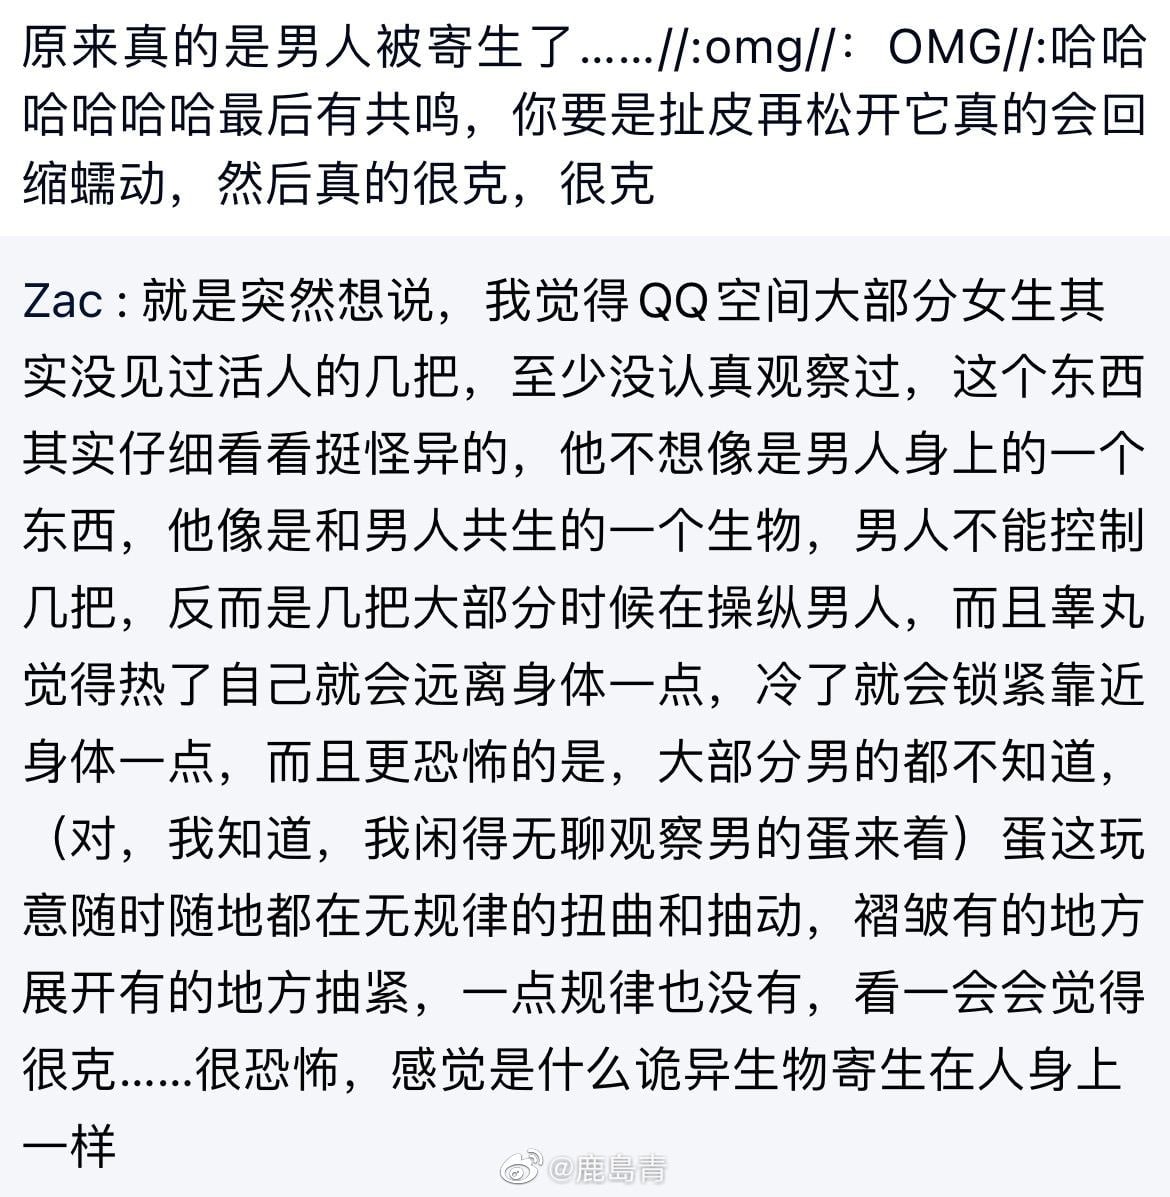 原来真的是男人被寄生了……//:omg//：OMG//:哈哈
哈哈哈哈最后有共鸣，你要是扯皮再松开它真的会回
缩蠕动，然后真的很克，很克
Zac : 就是突然想说，我觉得QQ空间大部分女生其
实没见过活人的几把，至少没认真观察过，这个东西
其实仔细看看挺怪异的，他不想像是男人身上的一个
东西，他像是和男人共生的一个生物，男人不能控制
几把，反而是几把大部分时候在操纵男人，而且睾丸
觉得热了自己就会远离身体一点，冷了就会锁紧靠近
身体一点，而且更恐怖的是，大部分男的都不知道，
（对，我知道，我闲得无聊观察男的蛋来着）蛋这玩
意随时随地都在无规律的扭曲和抽动，褶皱有的地方
展开有的地方抽紧，一点规律也没有，看一会会觉得
很克……很恐怖，感觉是什么诡异生物寄生在人身上
一样
@鹿島青